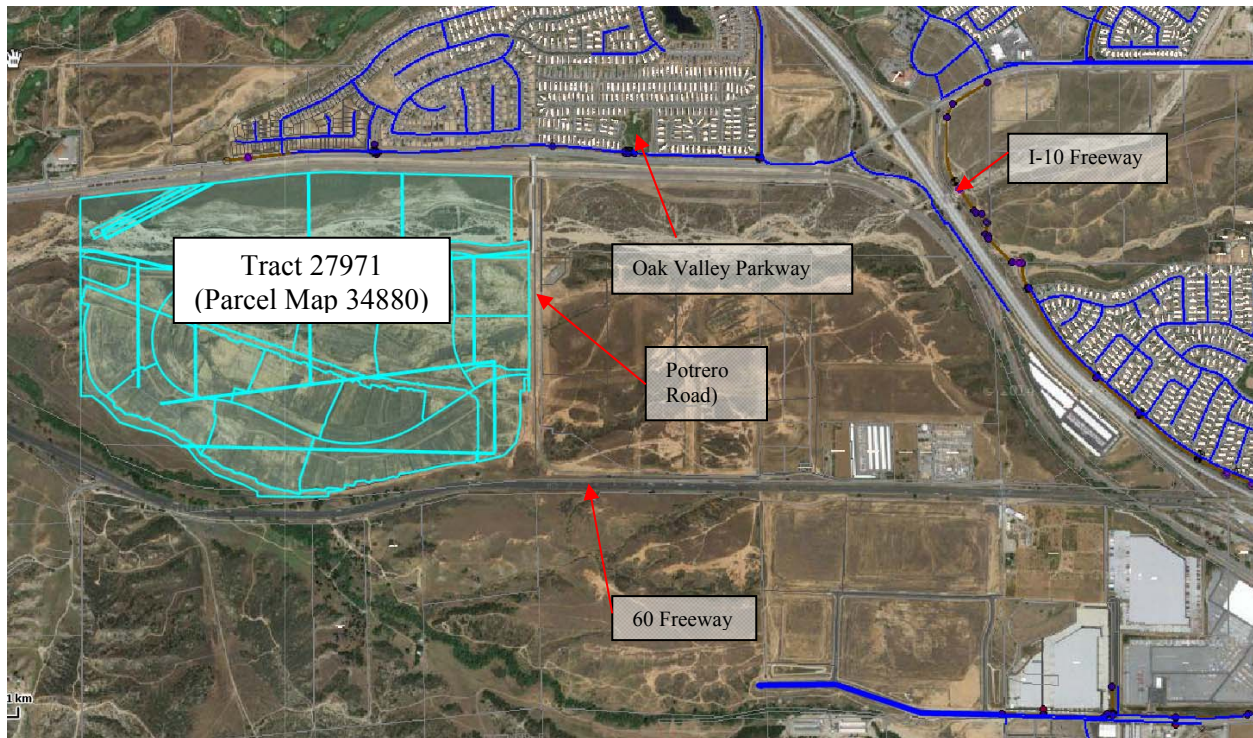 I-10 Freeway
Tract 27971
(Parcel Map 34880)
Oak Valley Parkway
Potrero
Road)
60 Freeway
1 km